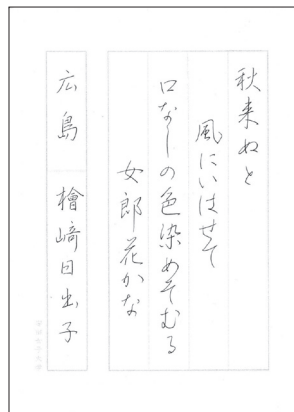 秋来ぬと
風にいはせて
口なしの色染めそむる
女郎花かな
広島 檜﨑日出子